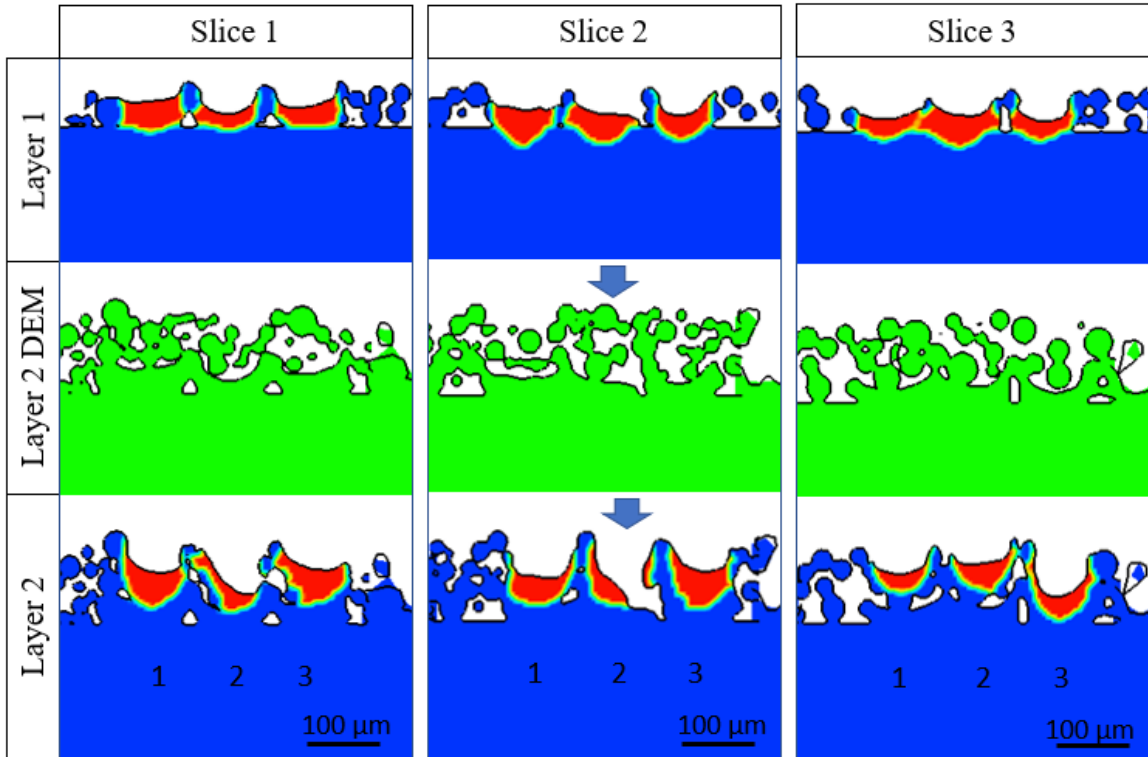 Slice 1
Slice 2
Slice 3
Layer 1
Layer 2 DEM
Layer 2
1 2 3
1 2 3
1 2 3
100 µm
100 µm
100 µm